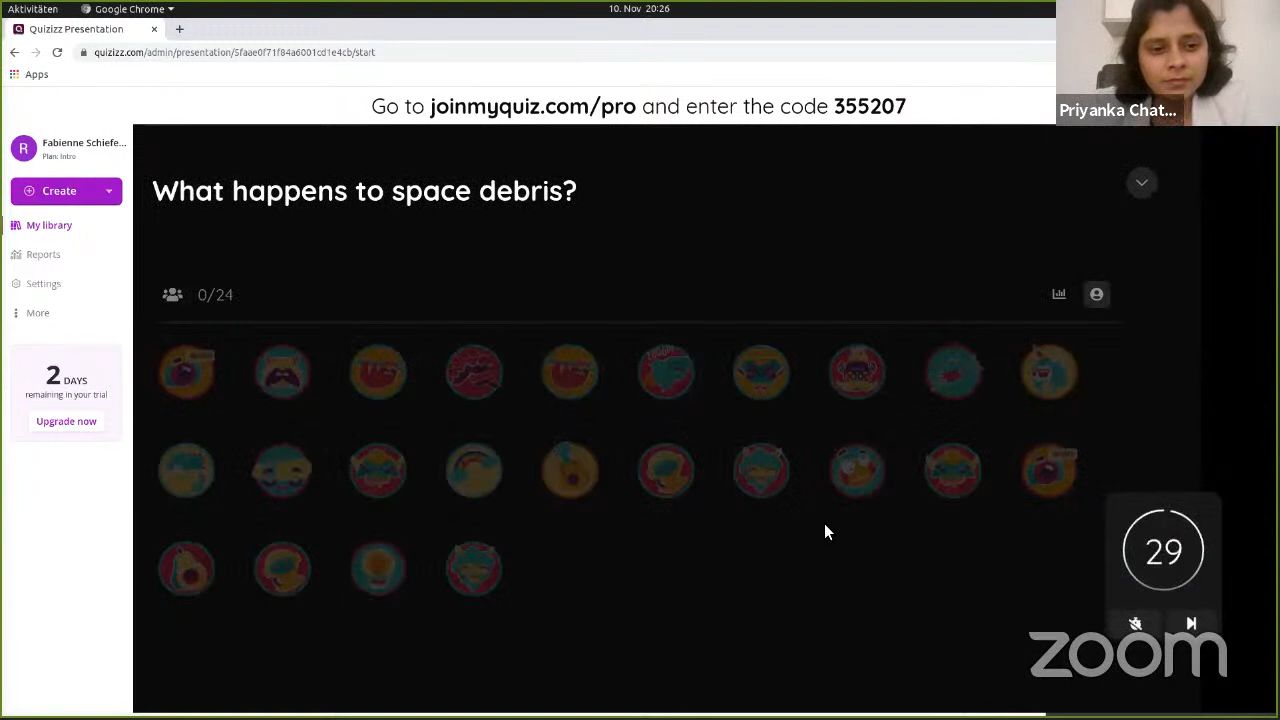 Aktivitäten
Google Chrome
10. Nov 20:26
Quizizz Presentation
quizizz.com/admin/presentation/5faae0f71f84a6001cd1e4cb/start
Apps
Go to joinmyquiz.com/pro and enter the code 355207
Priyanka Chat...
R
Fabienne Schiefe...
Plan: Intro
Create
My library
Reports
Settings
More
2 DAYS
remaining in your trial
Upgrade now
What happens to space debris?
0/24
29
zoom